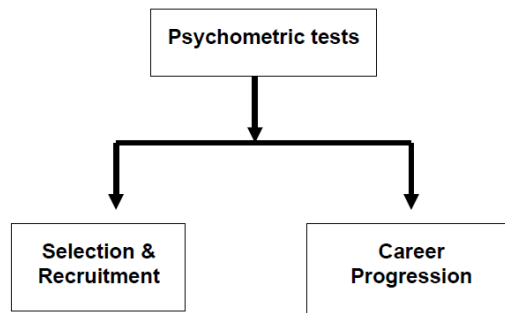 Psychometric tests
Selection &
Recruitment
Career
Progression